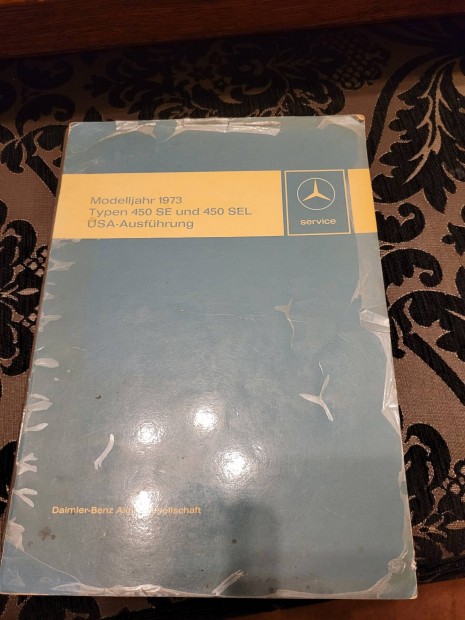 Modelljahr 1973
Typen 450 SE und 450 SEL
USA-Ausführung
service
Daimler-Benz